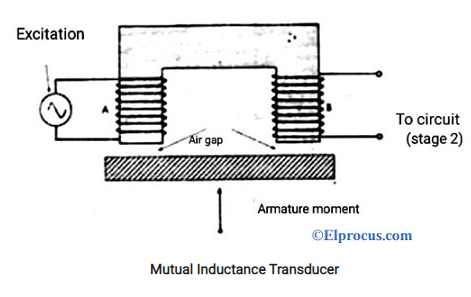 Excitation
A
B
To circuit
(stage 2)
Air gap
Armature moment
©Elprocus.com
Mutual Inductance Transducer